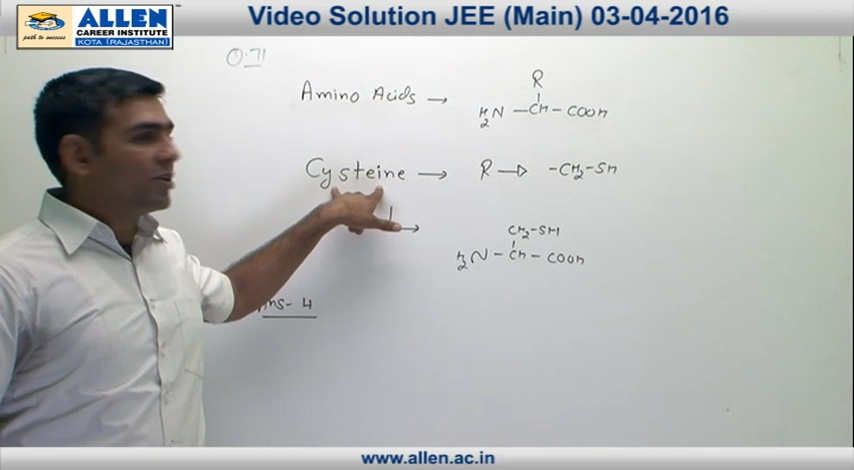 path to success
ALLEN
CAREER INSTITUTE
KOTA (RAJASTHAN)
Video Solution JEE (Main) 03-04-2016
Q.71
Amino Acids →
R
H2N - CH - COOH
Cysteine → R → -CH2-SH
→
CH2-SH
H2N - CH - COOH
Ans- 4
www.allen.ac.in